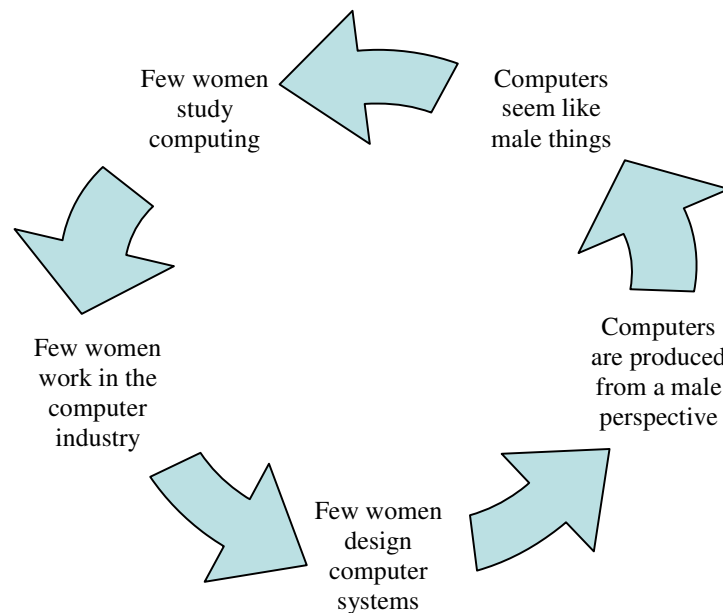 Few women
study
computing
Computers
seem like
male things
Few women
work in the
computer
industry
Computers
are produced
from a male
perspective
Few women
design
computer
systems